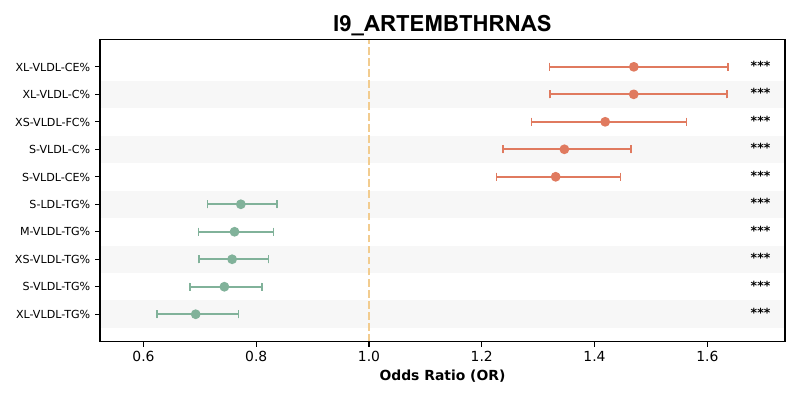 I9_ARTEMBTHRNAS
XL-VLDL-CE% ***
XL-VLDL-C% ***
XS-VLDL-FC% ***
S-VLDL-C% ***
S-VLDL-CE% ***
S-LDL-TG% ***
M-VLDL-TG% ***
XS-VLDL-TG% ***
S-VLDL-TG% ***
XL-VLDL-TG% ***
0.6 0.8 1.0 1.2 1.4 1.6
Odds Ratio (OR)